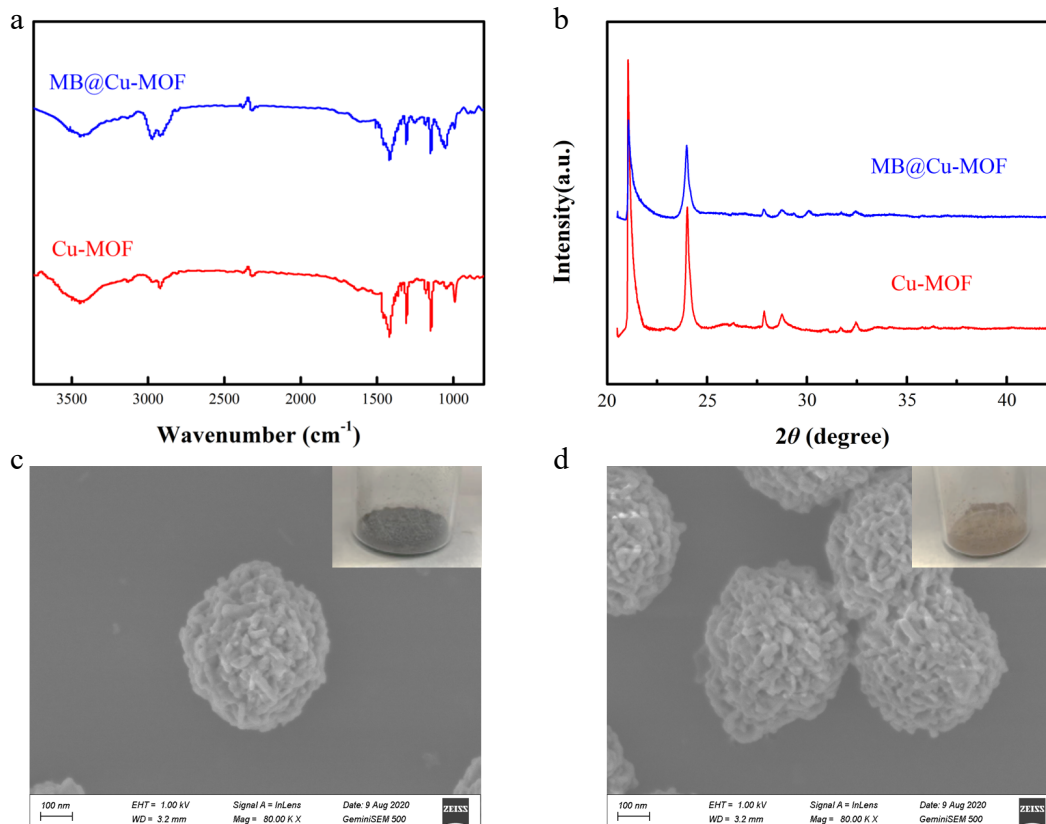 a
MB@Cu-MOF
Cu-MOF
3500 3000 2500 2000 1500 1000
Wavenumber (cm-1)
b
MB@Cu-MOF
Cu-MOF
Intensity(a.u.)
20 25 30 35 40
2θ (degree)
c
100 nm
EHT = 1.00 kV
WD = 3.2 mm
Signal A = InLens
Mag = 80.00 K X
Date: 9 Aug 2020
GeminiSEM 500
ZEISS
d
100 nm
EHT = 1.00 kV
WD = 3.2 mm
Signal A = InLens
Mag = 80.00 K X
Date: 9 Aug 2020
GeminiSEM 500
ZEISS